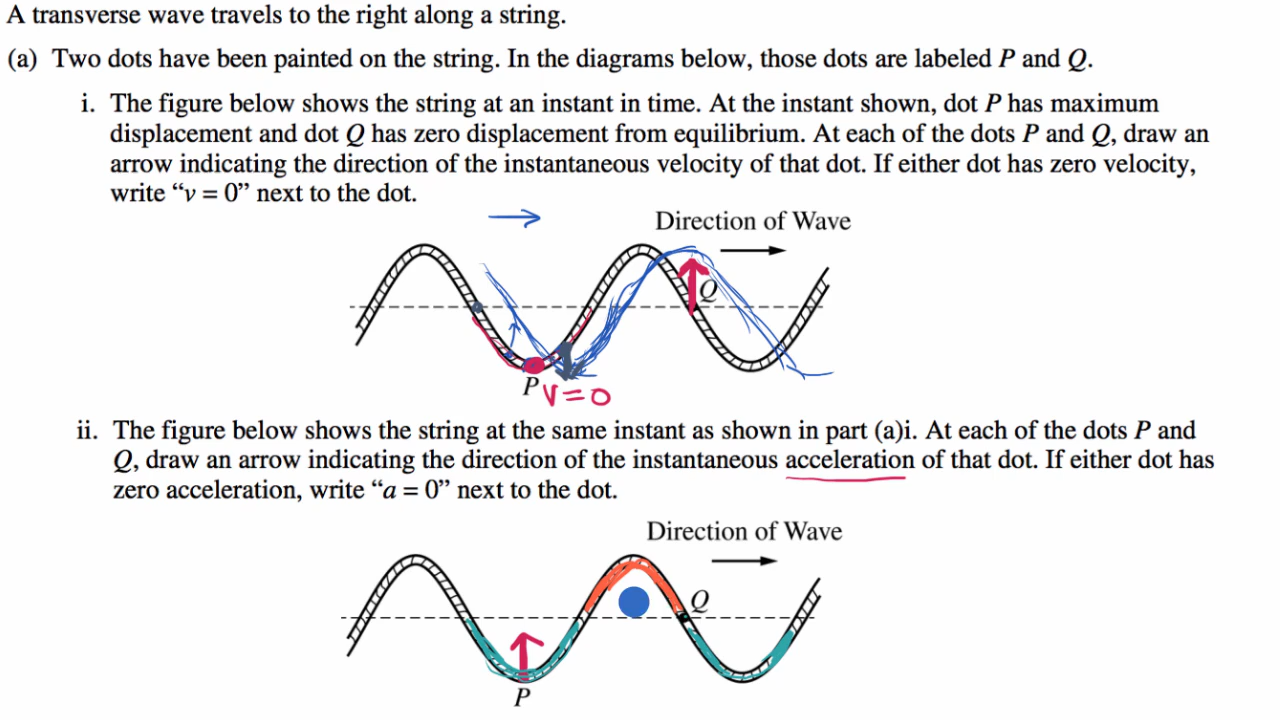 A transverse wave travels to the right along a string.
(a) Two dots have been painted on the string. In the diagrams below, those dots are labeled P and Q.
i. The figure below shows the string at an instant in time. At the instant shown, dot P has maximum
displacement and dot Q has zero displacement from equilibrium. At each of the dots P and Q, draw an
arrow indicating the direction of the instantaneous velocity of that dot. If either dot has zero velocity,
write “v = 0” next to the dot.
Direction of Wave
Q
P
V=0
ii. The figure below shows the string at the same instant as shown in part (a)i. At each of the dots P and
Q, draw an arrow indicating the direction of the instantaneous acceleration of that dot. If either dot has
zero acceleration, write “a = 0” next to the dot.
Direction of Wave
Q
P